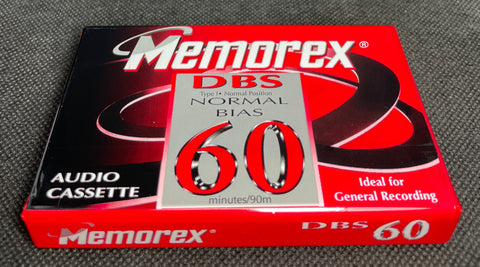 Memorex®
DBS
Type I • Normal Position
NORMAL
BIAS
60
minutes/90m
AUDIO
CASSETTE
Ideal for
General Recording
Memorex®
DBS 60